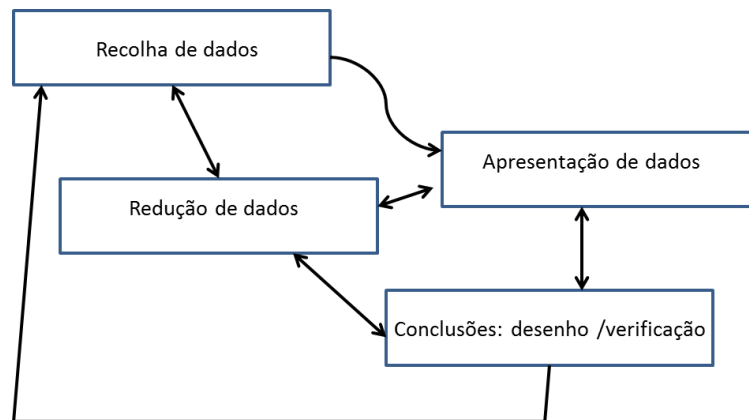 Recolha de dados
Apresentação de dados
Redução de dados
Conclusões: desenho /verificação